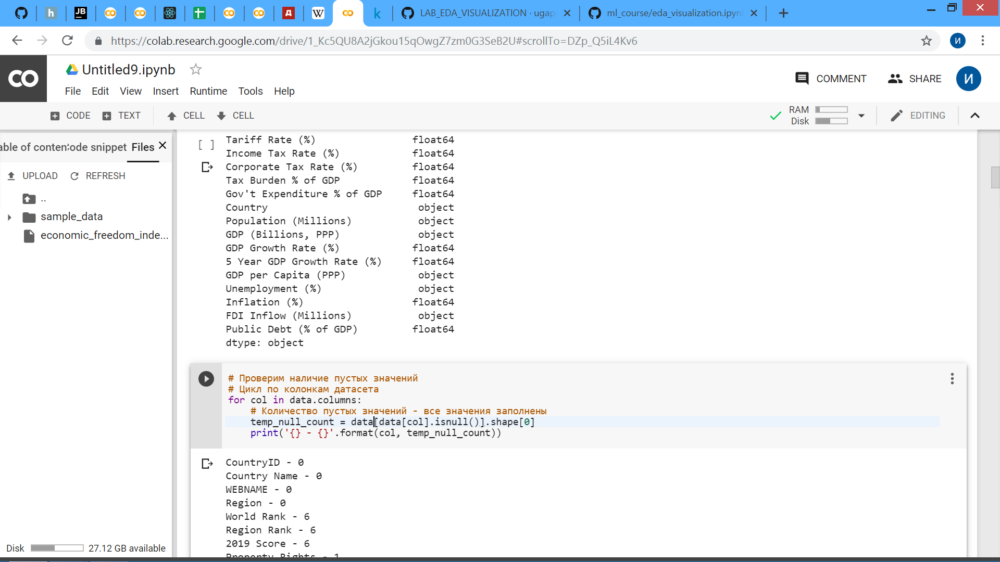 LAB_EDA_VISUALIZATION · ugap
ml_course/eda_visualization.ipyn
https://colab.research.google.com/drive/1_Kc5QU8A2jGkou15qOwgZ7zm0G3SeB2U#scrollTo=DZp_Q5iL4Kv6
И
Untitled9.ipynb
COMMENT
SHARE
И
File Edit View Insert Runtime Tools Help
CODE TEXT CELL CELL
RAM
Disk
EDITING
able of conten ode snippet Files
UPLOAD REFRESH
..
sample_data
economic_freedom_inde...
Disk 27.12 GB available
[ ] Tariff Rate (%) float64
Income Tax Rate (%) float64
Corporate Tax Rate (%) float64
Tax Burden % of GDP float64
Gov't Expenditure % of GDP float64
Country object
Population (Millions) object
GDP (Billions, PPP) object
GDP Growth Rate (%) float64
5 Year GDP Growth Rate (%) float64
GDP per Capita (PPP) object
Unemployment (%) object
Inflation (%) float64
FDI Inflow (Millions) object
Public Debt (% of GDP) float64
dtype: object
# Проверим наличие пустых значений
# Цикл по колонкам датасета
for col in data.columns:
# Количество пустых значений - все значения заполнены
temp_null_count = data[data[col].isnull()].shape[0]
print('{} - {}'.format(col, temp_null_count))
CountryID - 0
Country Name - 0
WEBNAME - 0
Region - 0
World Rank - 6
Region Rank - 6
2019 Score - 6
Property Rights - 1